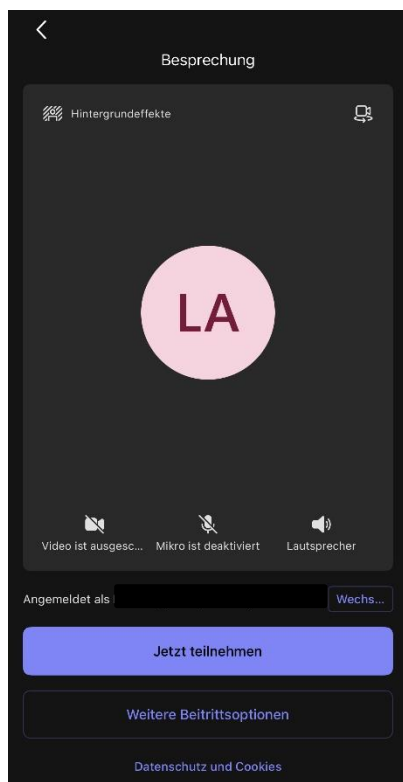 Besprechung
Hintergrundeffekte
LA
Video ist ausgesc... Mikro ist deaktiviert Lautsprecher
Angemeldet als Wechs...
Jetzt teilnehmen
Weitere Beitrittsoptionen
Datenschutz und Cookies